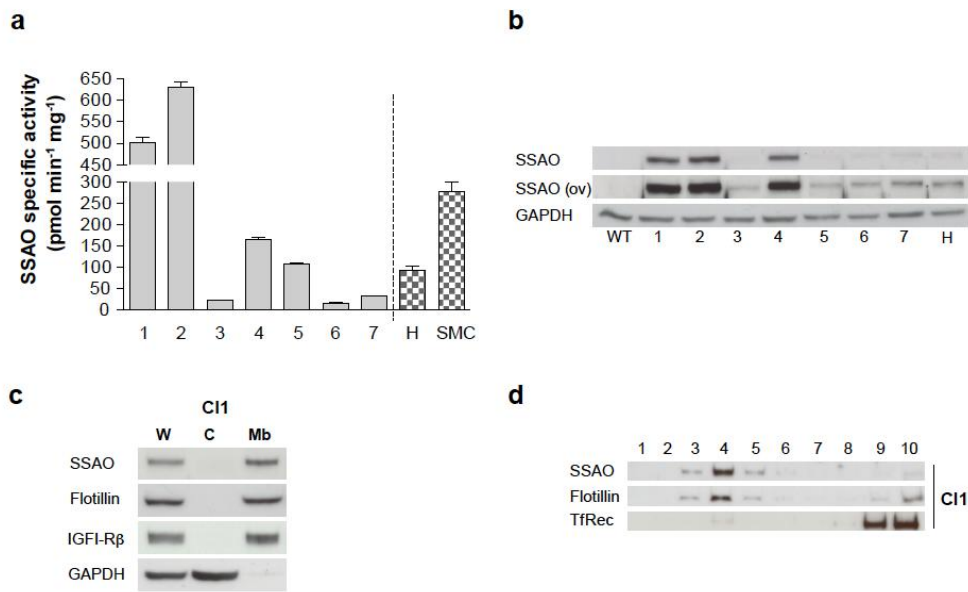 a
SSAO specific activity
(pmol min-1 mg-1)
650
600
550
500
450
300
250
200
150
100
50
0
1 2 3 4 5 6 7 H SMC
b
SSAO
SSAO (ov)
GAPDH
WT 1 2 3 4 5 6 7 H
c
Cl1
W C Mb
SSAO
Flotillin
IGFI-Rβ
GAPDH
d
1 2 3 4 5 6 7 8 9 10
SSAO
Flotillin
TfRec
Cl1